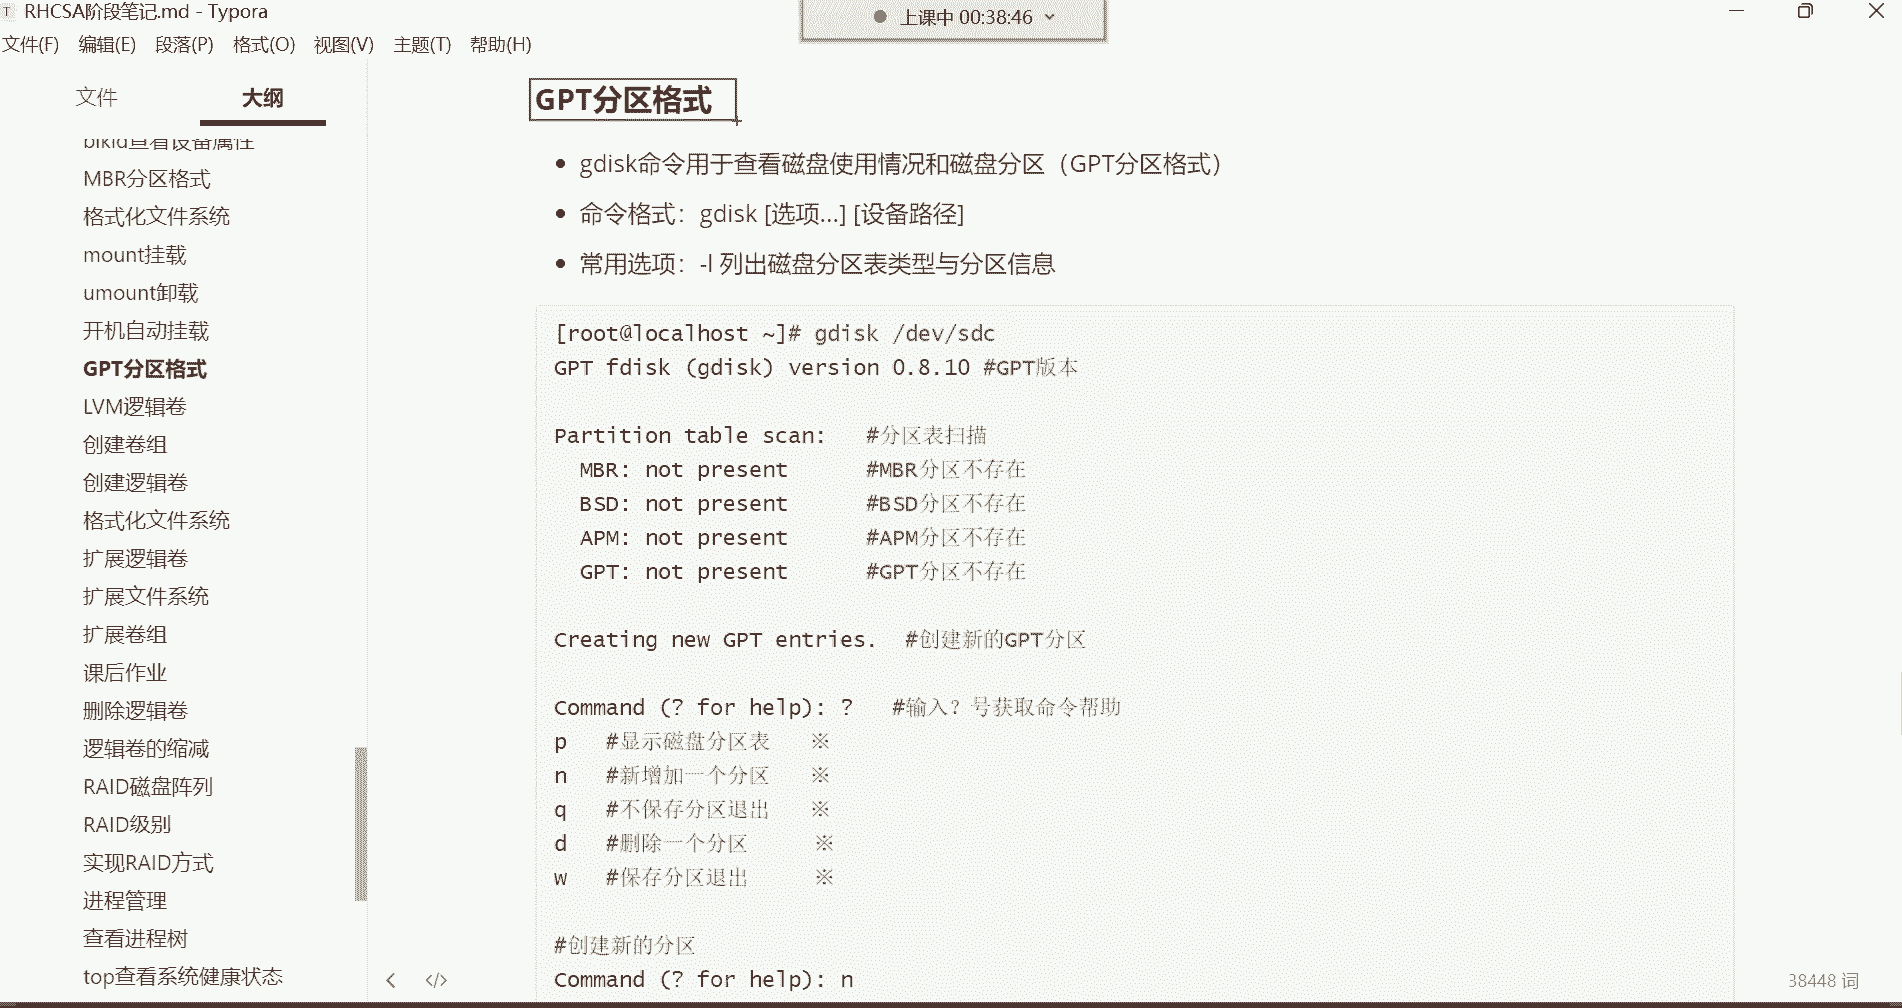 RHCSA阶段笔记.md - Typora
上课中 00:38:46
文件(F) 编辑(E) 段落(P) 格式(O) 视图(V) 主题(T) 帮助(H)
文件 大纲
blkid查看设备属性
MBR分区格式
格式化文件系统
mount挂载
umount卸载
开机自动挂载
GPT分区格式
LVM逻辑卷
创建卷组
创建逻辑卷
格式化文件系统
扩展逻辑卷
扩展文件系统
扩展卷组
课后作业
删除逻辑卷
逻辑卷的缩减
RAID磁盘阵列
RAID级别
实现RAID方式
进程管理
查看进程树
top查看系统健康状态
GPT分区格式
gdisk命令用于查看磁盘使用情况和磁盘分区（GPT分区格式）
命令格式：gdisk [选项...] [设备路径]
常用选项：-l 列出磁盘分区表类型与分区信息
[root@localhost ~]# gdisk /dev/sdc
GPT fdisk (gdisk) version 0.8.10 #GPT版本
Partition table scan: #分区表扫描
MBR: not present #MBR分区不存在
BSD: not present #BSD分区不存在
APM: not present #APM分区不存在
GPT: not present #GPT分区不存在
Creating new GPT entries. #创建新的GPT分区
Command (? for help): ? #输入？号获取命令帮助
p #显示磁盘分区表 ※
n #新增加一个分区 ※
q #不保存分区退出 ※
d #删除一个分区 ※
w #保存分区退出 ※
#创建新的分区
Command (? for help): n
38448 词